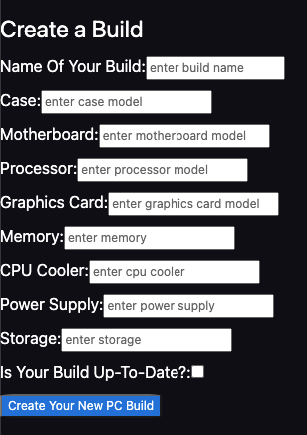 Create a Build
Name Of Your Build: enter build name
Case: enter case model
Motherboard: enter motherboard model
Processor: enter processor model
Graphics Card: enter graphics card model
Memory: enter memory
CPU Cooler: enter cpu cooler
Power Supply: enter power supply
Storage: enter storage
Is Your Build Up-To-Date?:
Create Your New PC Build